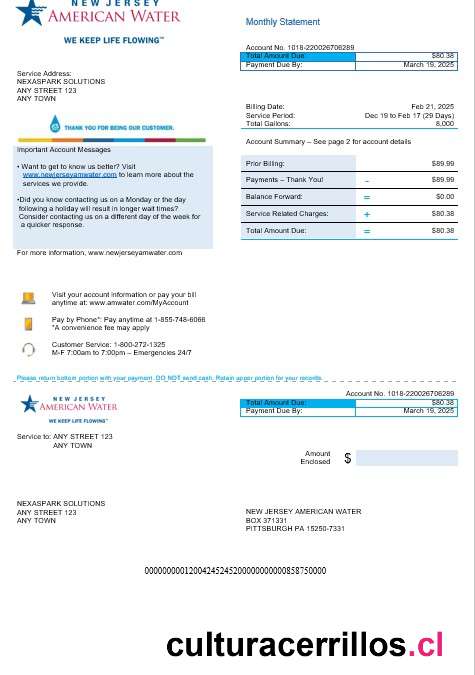 NEW JERSEY
AMERICAN WATER
WE KEEP LIFE FLOWING™
Monthly Statement
Account No. 1018-220026706289
Total Amount Due: $80.38
Payment Due By: March 19, 2025
Service Address:
NEXASPARK SOLUTIONS
ANY STREET 123
ANY TOWN
Billing Date: Feb 21, 2025
Service Period: Dec 19 to Feb 17 (29 Days)
Total Gallons: 8,000
THANK YOU FOR BEING OUR CUSTOMER.
Account Summary – See page 2 for account details
Important Account Messages
• Want to get to know us better? Visit
www.newjerseyamwater.com to learn more about the
services we provide.
•Did you know contacting us on a Monday or the day
following a holiday will result in longer wait times?
Consider contacting us on a different day of the week for
a quicker response.
For more information, www.newjerseyamwater.com
Prior Billing: $89.99
Payments – Thank You! - $89.99
Balance Forward: = $0.00
Service Related Charges: + $80.38
Total Amount Due: = $80.38
Visit your account information or pay your bill
anytime at: www.amwater.com/MyAccount
Pay by Phone*: Pay anytime at 1-855-748-6066
*A convenience fee may apply
Customer Service: 1-800-272-1325
M-F 7:00am to 7:00pm – Emergencies 24/7
Please return bottom portion with your payment. DO NOT send cash. Retain upper portion for your records.
NEW JERSEY
AMERICAN WATER
WE KEEP LIFE FLOWING™
Account No. 1018-220026706289
Total Amount Due: $80.38
Payment Due By: March 19, 2025
Service to: ANY STREET 123
ANY TOWN
Amount
Enclosed $
NEXASPARK SOLUTIONS
ANY STREET 123
ANY TOWN
NEW JERSEY AMERICAN WATER
BOX 371331
PITTSBURGH PA 15250-7331
culturacerrillos.cl